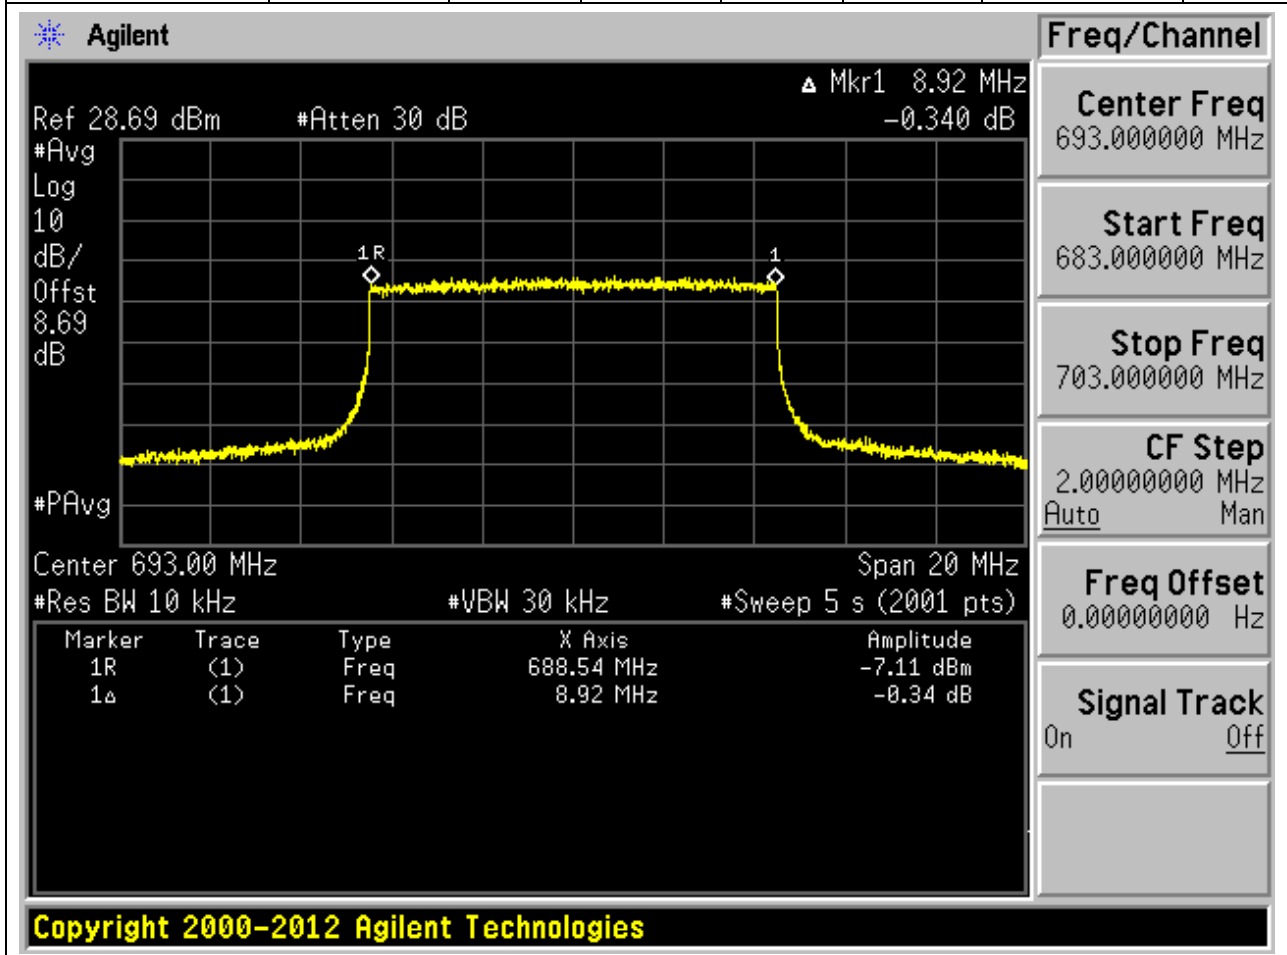 Agilent
Freq/Channel
Δ Mkr1 8.92 MHz
Ref 28.69 dBm #Atten 30 dB -0.340 dB
#Avg
Log
10
dB/
Offst
8.69
dB
1R
1
#PAvg
Center 693.00 MHz Span 20 MHz
#Res BW 10 kHz #VBW 30 kHz #Sweep 5 s (2001 pts)
Marker Trace Type X Axis Amplitude
1R (1) Freq 688.54 MHz -7.11 dBm
1Δ (1) Freq 8.92 MHz -0.34 dB
Center Freq
693.000000 MHz
Start Freq
683.000000 MHz
Stop Freq
703.000000 MHz
CF Step
2.00000000 MHz
Auto Man
Freq Offset
0.00000000 Hz
Signal Track
On Off
Copyright 2000-2012 Agilent Technologies